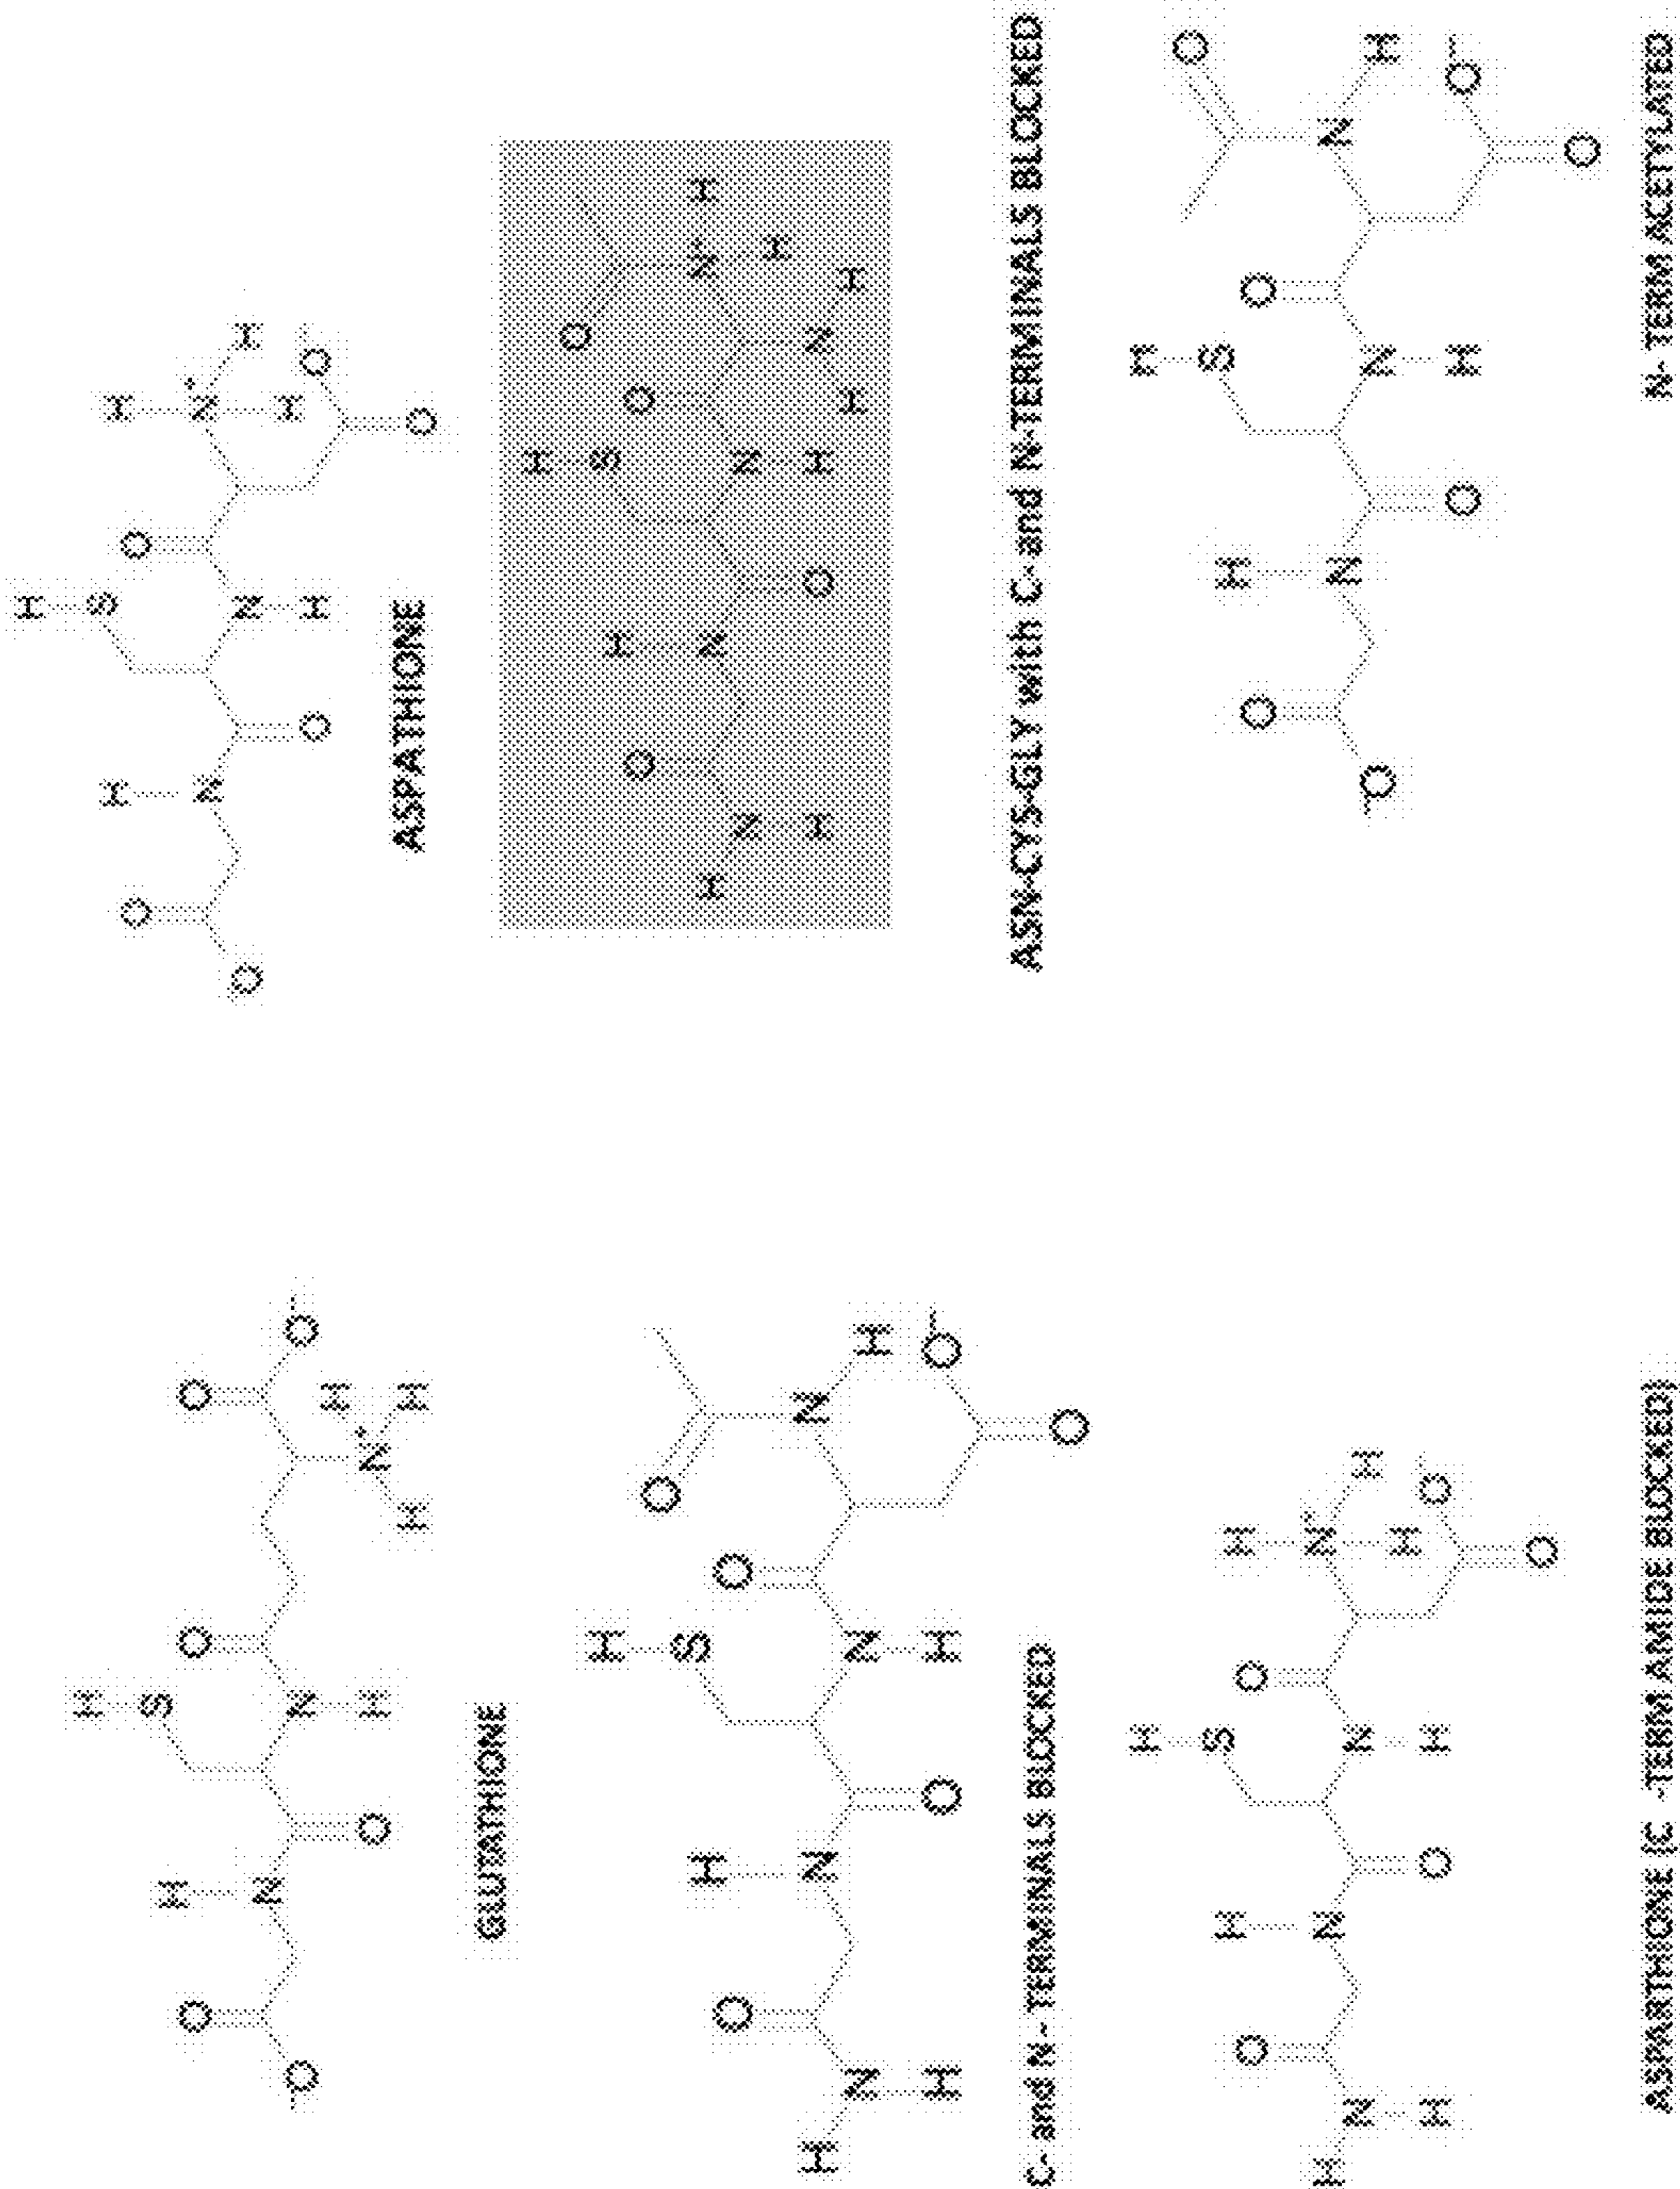 GLUTATHIONE
ASPATHIONE
C- and N- TERMINALS BLOCKED
ASN-CYS-GLY with C- and N-TERMINALS BLOCKED
ASPARTHIONE (C -TERM AMIDE BLOCKED)
N- TERM ACETYLATED